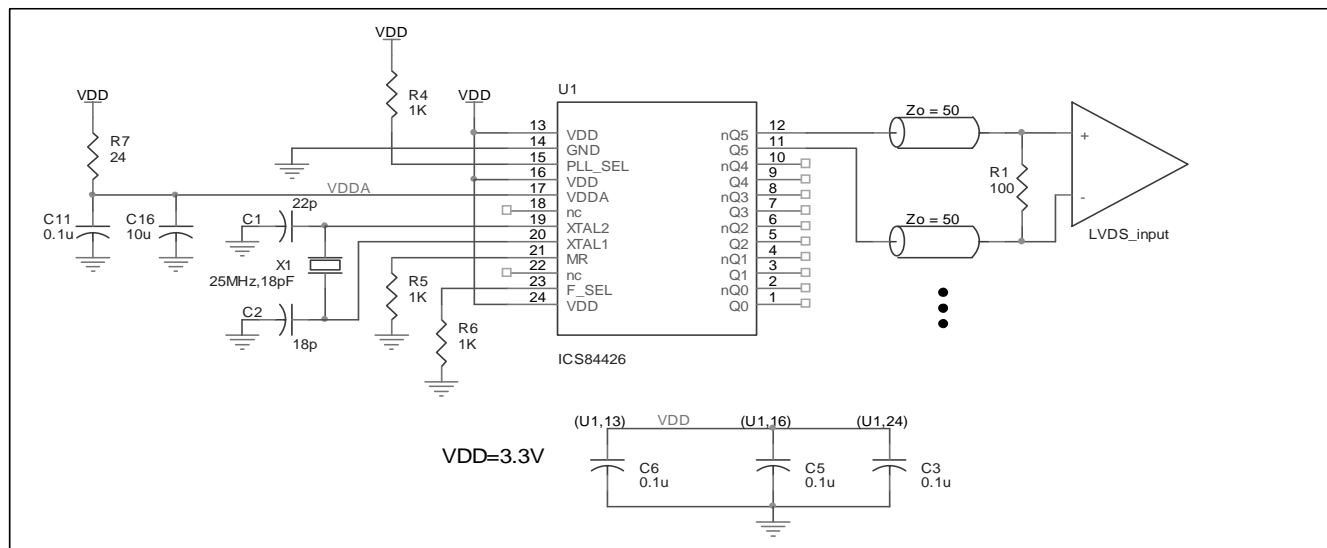 VDD
R7
24
VDDA
C11
0.1u
C16
10u
VDD
R4
1K
VDD
C1
22p
X1
25MHz,18pF
C2
18p
R5
1K
R6
1K
U1
13 VDD
14 GND
15 PLL_SEL
16 VDD
17 VDDA
18 nc
19 XTAL2
20 XTAL1
21 MR
22 nc
23 F_SEL
24 VDD
nQ5 12
Q5 11
nQ4 10
Q4 9
nQ3 8
Q3 7
nQ2 6
Q2 5
nQ1 4
Q1 3
nQ0 2
Q0 1
ICS84426
Zo = 50
R1
100
Zo = 50
+
-
LVDS_input
VDD=3.3V
(U1,13) VDD (U1,16) (U1,24)
C6
0.1u
C5
0.1u
C3
0.1u